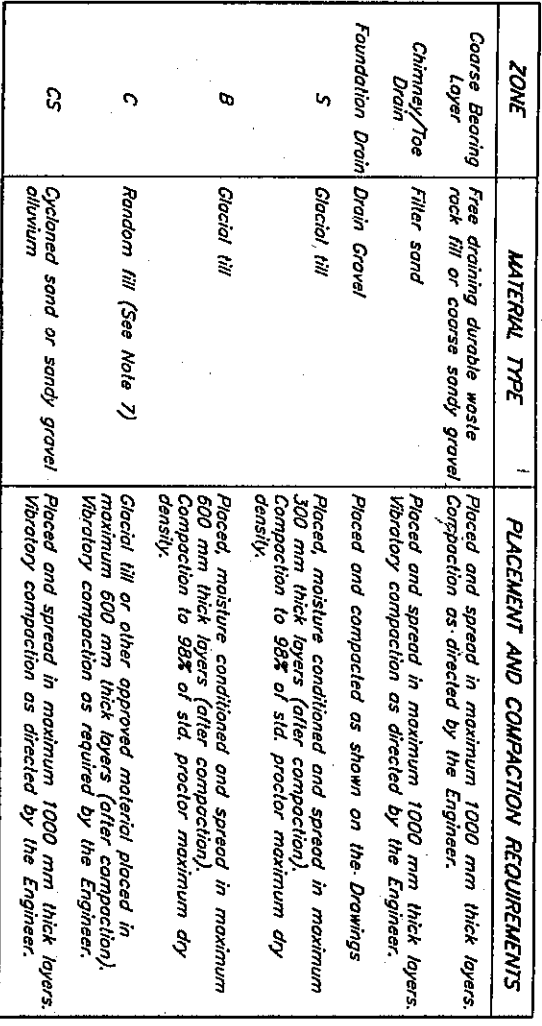 ZONE
MATERIAL TYPE
PLACEMENT AND COMPACTION REQUIREMENTS
Coarse Bearing
Layer
Free draining durable waste
rock fill or coarse sandy gravel
Placed and spread in maximum 1000 mm thick layers.
Compaction as directed by the Engineer.
Chimney/Toe
Drain
Filter sand
Placed and spread in maximum 1000 mm thick layers.
Vibratory compaction as directed by the Engineer.
Foundation Drain
Drain Gravel
Placed and compacted as shown on the Drawings
S
Glacial till
Placed, moisture conditioned and spread in maximum
300 mm thick layers (after compaction).
Compaction to 98% of std. proctor maximum dry
density.
B
Glacial till
Placed, moisture conditioned and spread in maximum
600 mm thick layers (after compaction).
Compaction to 98% of std. proctor maximum dry
density.
C
Random fill (See Note 7)
Glacial till or other approved material placed in
maximum 600 mm thick layers (after compaction).
Vibratory compaction as required by the Engineer.
CS
Cycloned sand or sandy gravel
alluvium
Placed and spread in maximum 1000 mm thick layers.
Vibratory compaction as directed by the Engineer.